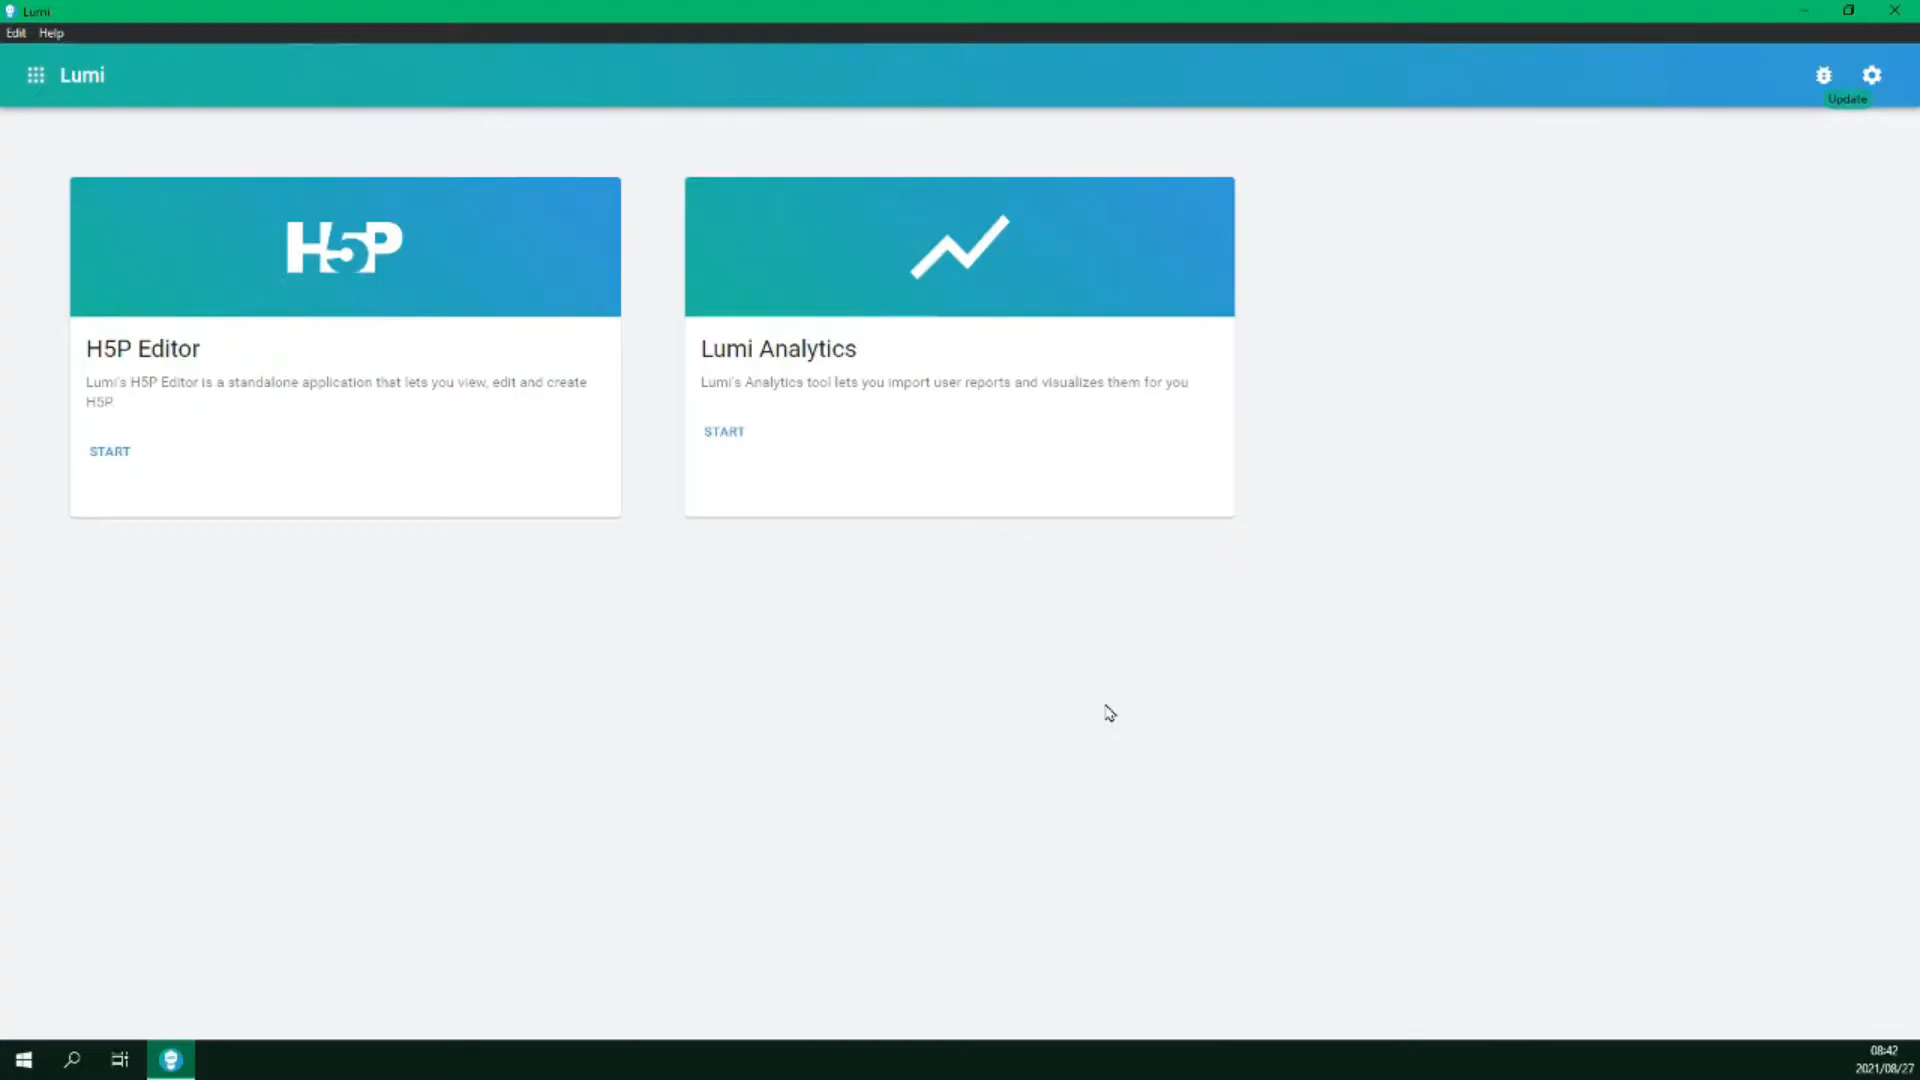 Lumi
Edit Help
Lumi
Update
H5P
H5P Editor
Lumi's H5P Editor is a standalone application that lets you view, edit and create
H5P.
START
Lumi Analytics
Lumi's Analytics tool lets you import user reports and visualizes them for you
START
08:42
2021/08/27